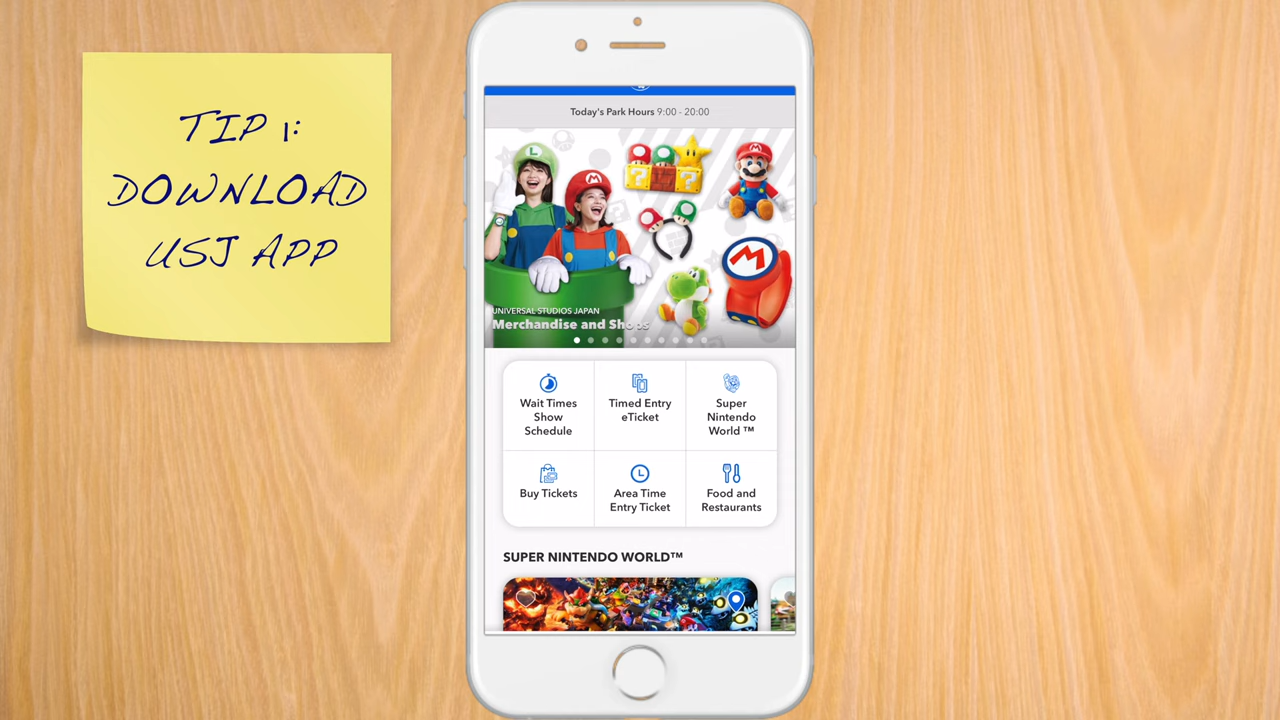 TIP 1:
DOWNLOAD
USJ APP
Today's Park Hours 9:00 - 20:00
UNIVERSAL STUDIOS JAPAN
Merchandise and Shops
Wait Times
Show
Schedule
Timed Entry
eTicket
Super
Nintendo
World ™
Buy Tickets
Area Time
Entry Ticket
Food and
Restaurants
SUPER NINTENDO WORLD™